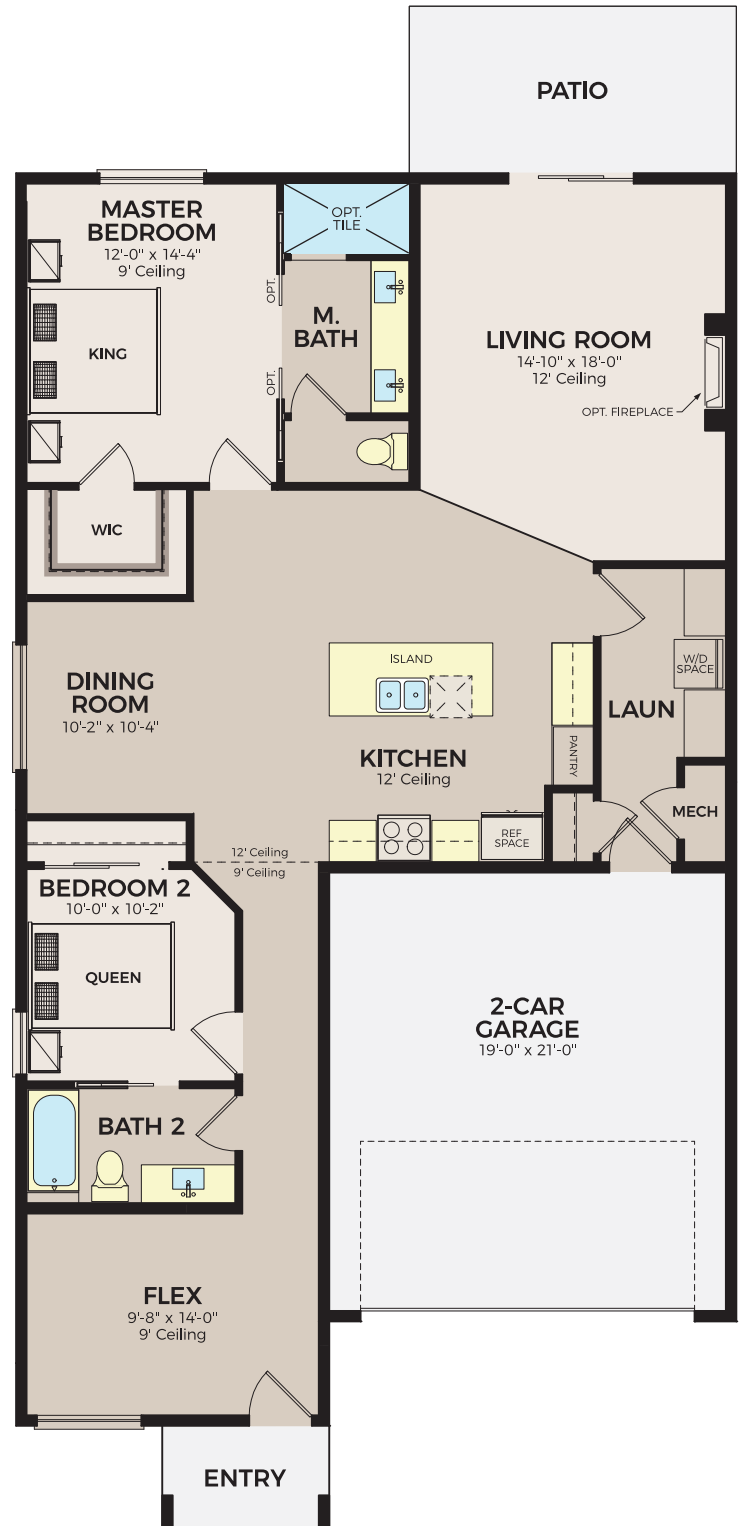 PATIO
MASTER
BEDROOM
12'-0" x 14'-4"
9' Ceiling
OPT.
TILE
OPT.
M.
BATH
KING
OPT.
LIVING ROOM
14'-10" x 18'-0"
12' Ceiling
OPT. FIREPLACE
WIC
ISLAND
W/D
SPACE
DINING
ROOM
10'-2" x 10'-4"
LAUN
KITCHEN
12' Ceiling
PANTRY
MECH
REF
SPACE
12' Ceiling
9' Ceiling
BEDROOM 2
10'-0" x 10'-2"
QUEEN
2-CAR
GARAGE
19'-0" x 21'-0"
BATH 2
FLEX
9'-8" x 14'-0"
9' Ceiling
ENTRY